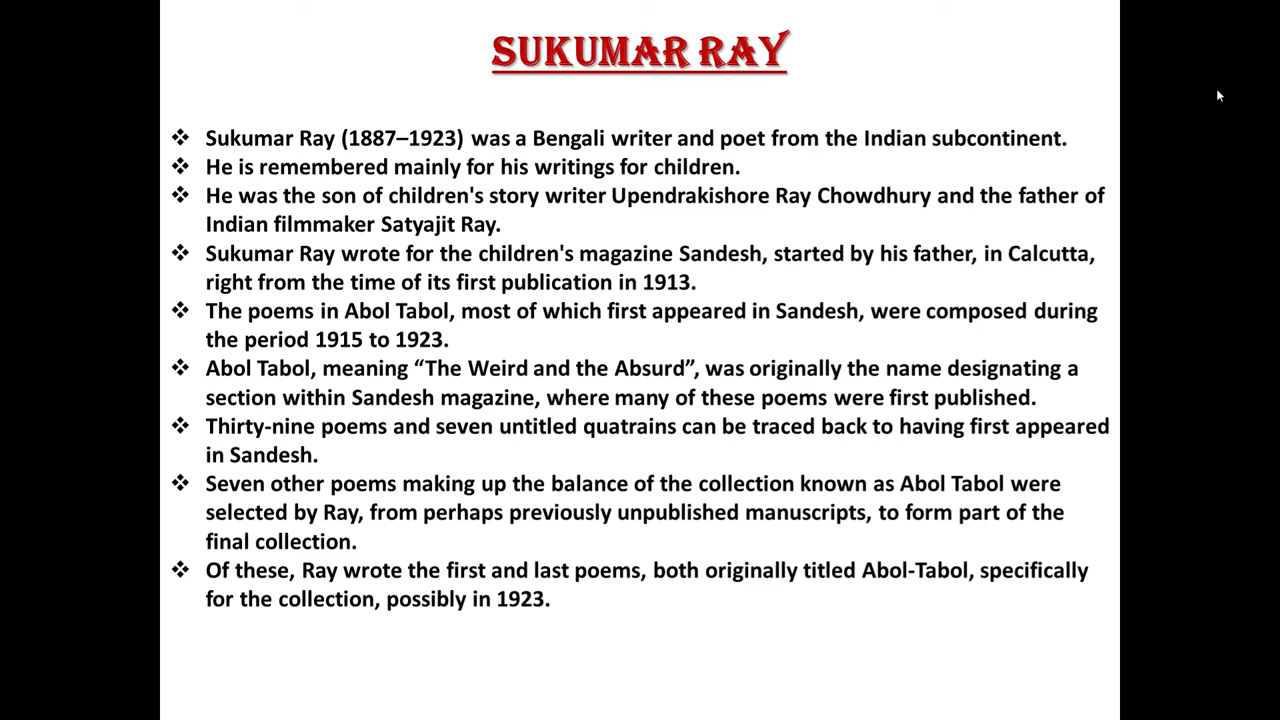 SUKUMAR RAY
❖ Sukumar Ray (1887–1923) was a Bengali writer and poet from the Indian subcontinent.
❖ He is remembered mainly for his writings for children.
❖ He was the son of children's story writer Upendrakishore Ray Chowdhury and the father of
Indian filmmaker Satyajit Ray.
❖ Sukumar Ray wrote for the children's magazine Sandesh, started by his father, in Calcutta,
right from the time of its first publication in 1913.
❖ The poems in Abol Tabol, most of which first appeared in Sandesh, were composed during
the period 1915 to 1923.
❖ Abol Tabol, meaning “The Weird and the Absurd”, was originally the name designating a
section within Sandesh magazine, where many of these poems were first published.
❖ Thirty-nine poems and seven untitled quatrains can be traced back to having first appeared
in Sandesh.
❖ Seven other poems making up the balance of the collection known as Abol Tabol were
selected by Ray, from perhaps previously unpublished manuscripts, to form part of the
final collection.
❖ Of these, Ray wrote the first and last poems, both originally titled Abol-Tabol, specifically
for the collection, possibly in 1923.